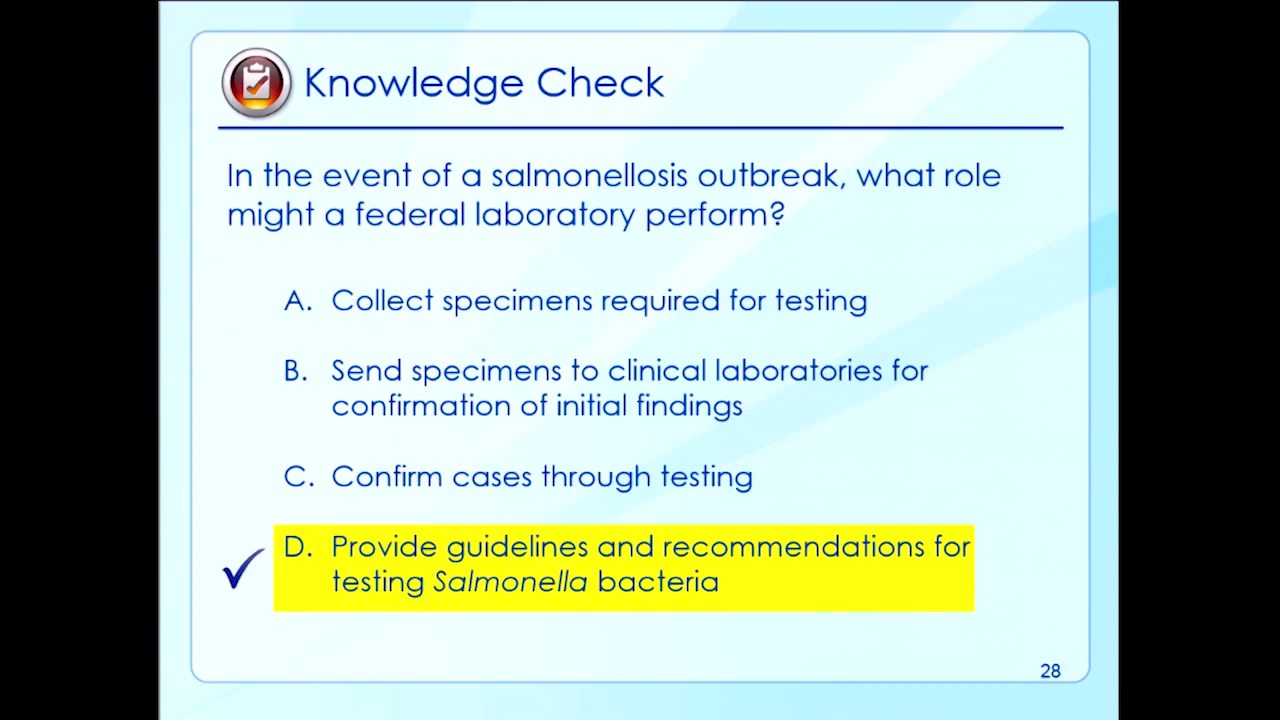 Knowledge Check
In the event of a salmonellosis outbreak, what role
might a federal laboratory perform?
A. Collect specimens required for testing
B. Send specimens to clinical laboratories for
confirmation of initial findings
C. Confirm cases through testing
D. Provide guidelines and recommendations for
testing Salmonella bacteria
28